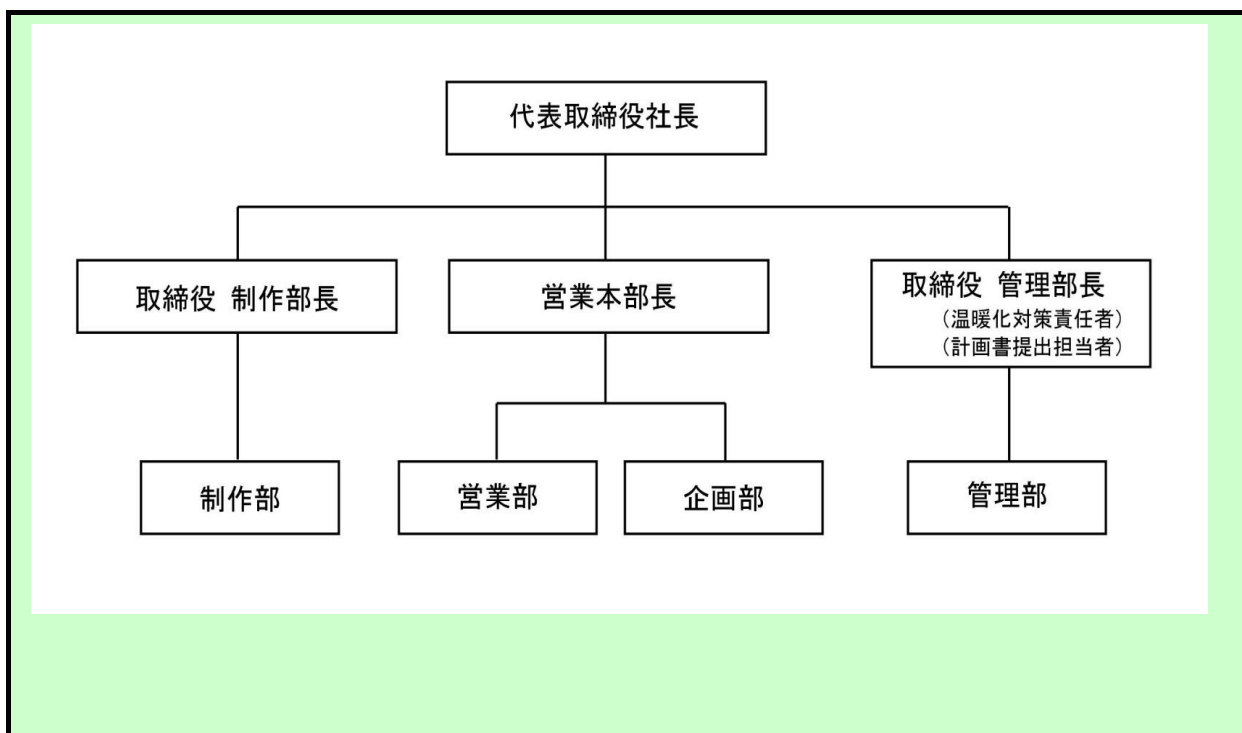 代表取締役社長
取締役 制作部長
営業本部長
取締役 管理部長
（温暖化対策責任者）
（計画書提出担当者）
制作部
営業部
企画部
管理部